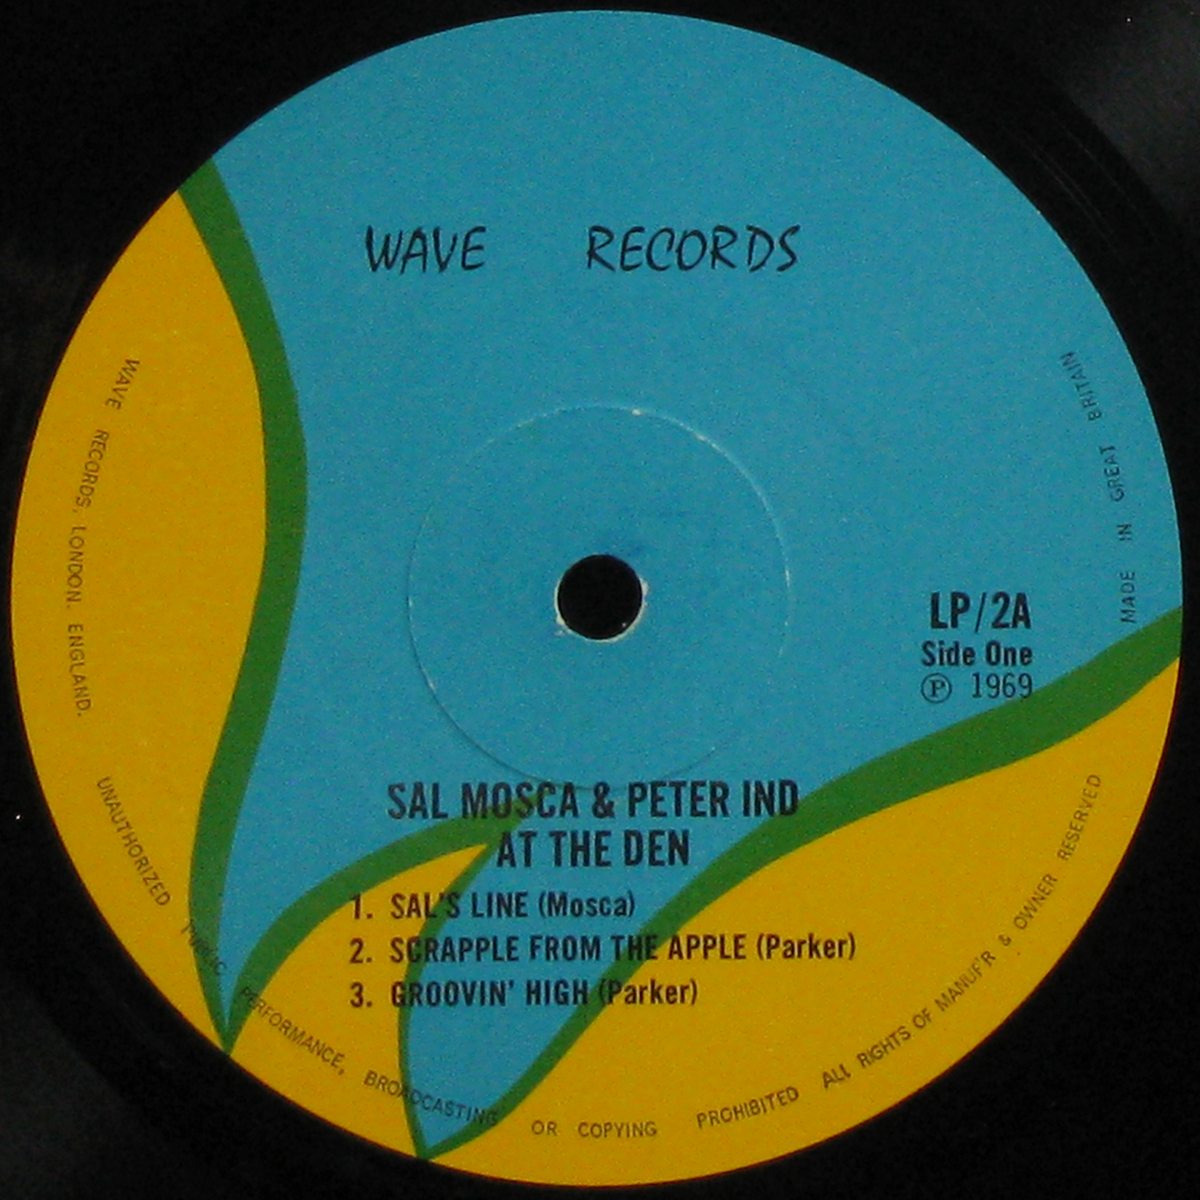 WAVE RECORDS
LP/2A
Side One
Ⓟ 1969
SAL MOSCA & PETER IND
AT THE DEN
1. SAL'S LINE (Mosca)
2. SCRAPPLE FROM THE APPLE (Parker)
3. GROOVIN' HIGH (Parker)
WAVE RECORDS. LONDON. ENGLAND. UNAUTHORIZED PUBLIC PERFORMANCE, BROADCASTING OR COPYING PROHIBITED ALL RIGHTS OF MANUF'R & OWNER RESERVED
MADE IN GREAT BRITAIN